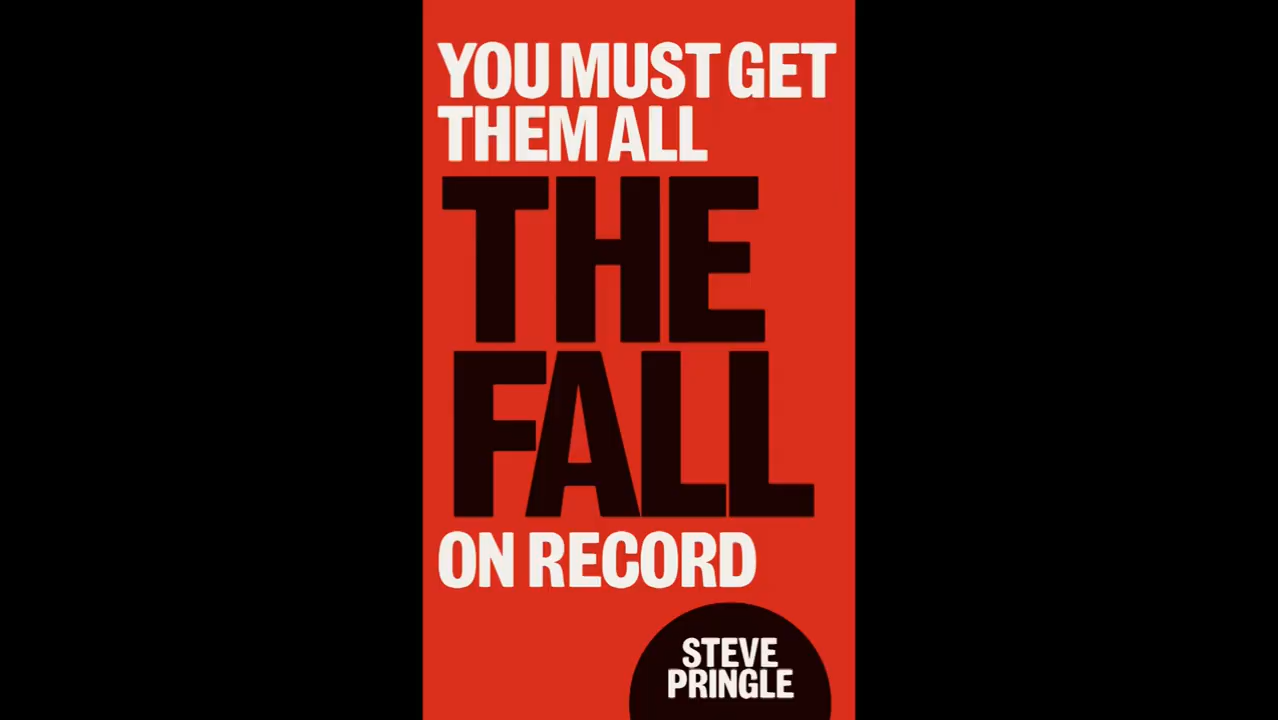 YOU MUST GET
THEM ALL
THE
FALL
ON RECORD
STEVE
PRINGLE